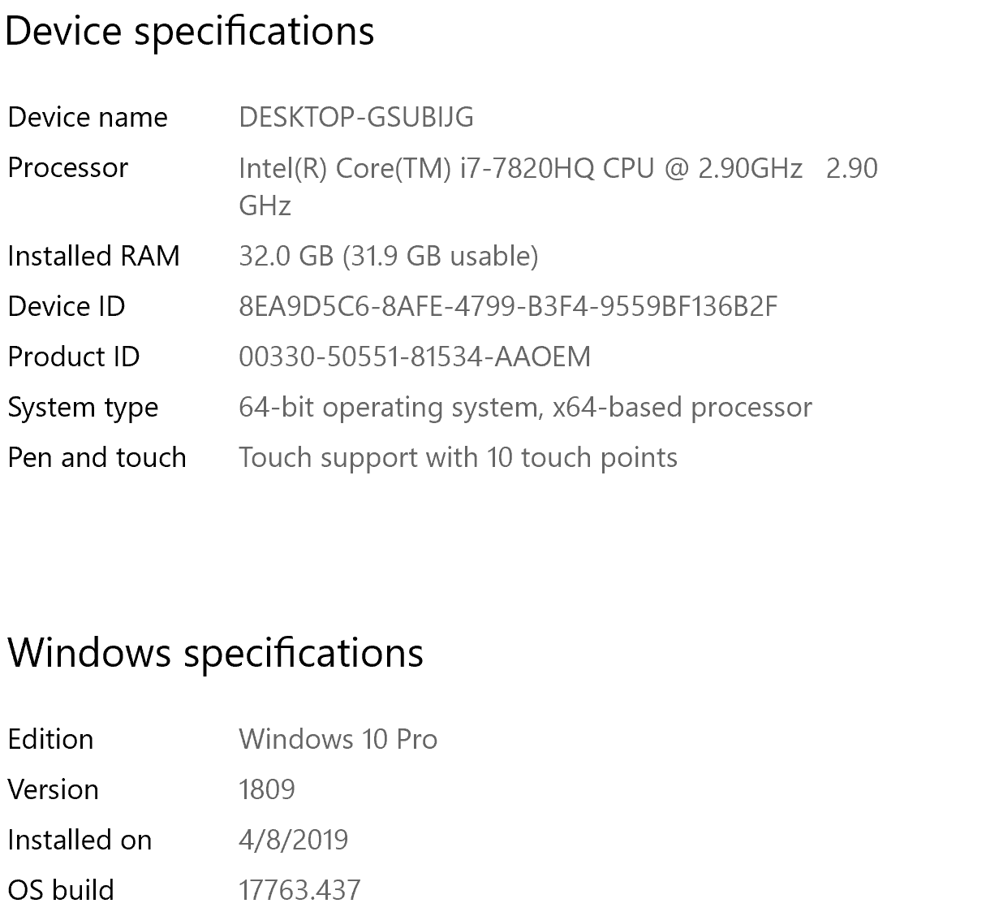 Device specifications
Device name DESKTOP-GSUBIJG
Processor Intel(R) Core(TM) i7-7820HQ CPU @ 2.90GHz 2.90
GHz
Installed RAM 32.0 GB (31.9 GB usable)
Device ID 8EA9D5C6-8AFE-4799-B3F4-9559BF136B2F
Product ID 00330-50551-81534-AAOEM
System type 64-bit operating system, x64-based processor
Pen and touch Touch support with 10 touch points
Windows specifications
Edition Windows 10 Pro
Version 1809
Installed on 4/8/2019
OS build 17763.437